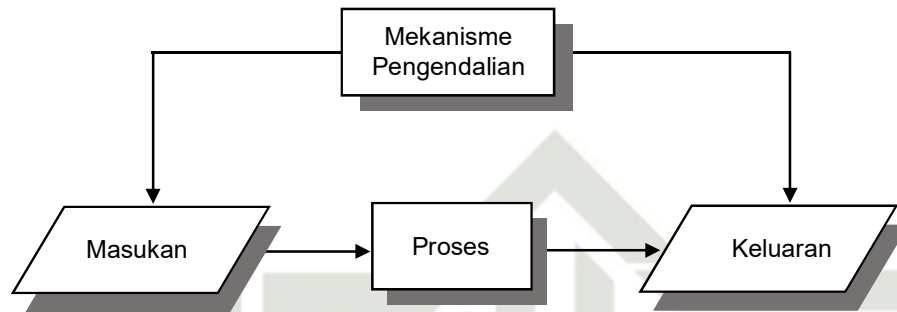 Mekanisme
Pengendalian
Masukan
Proses
Keluaran